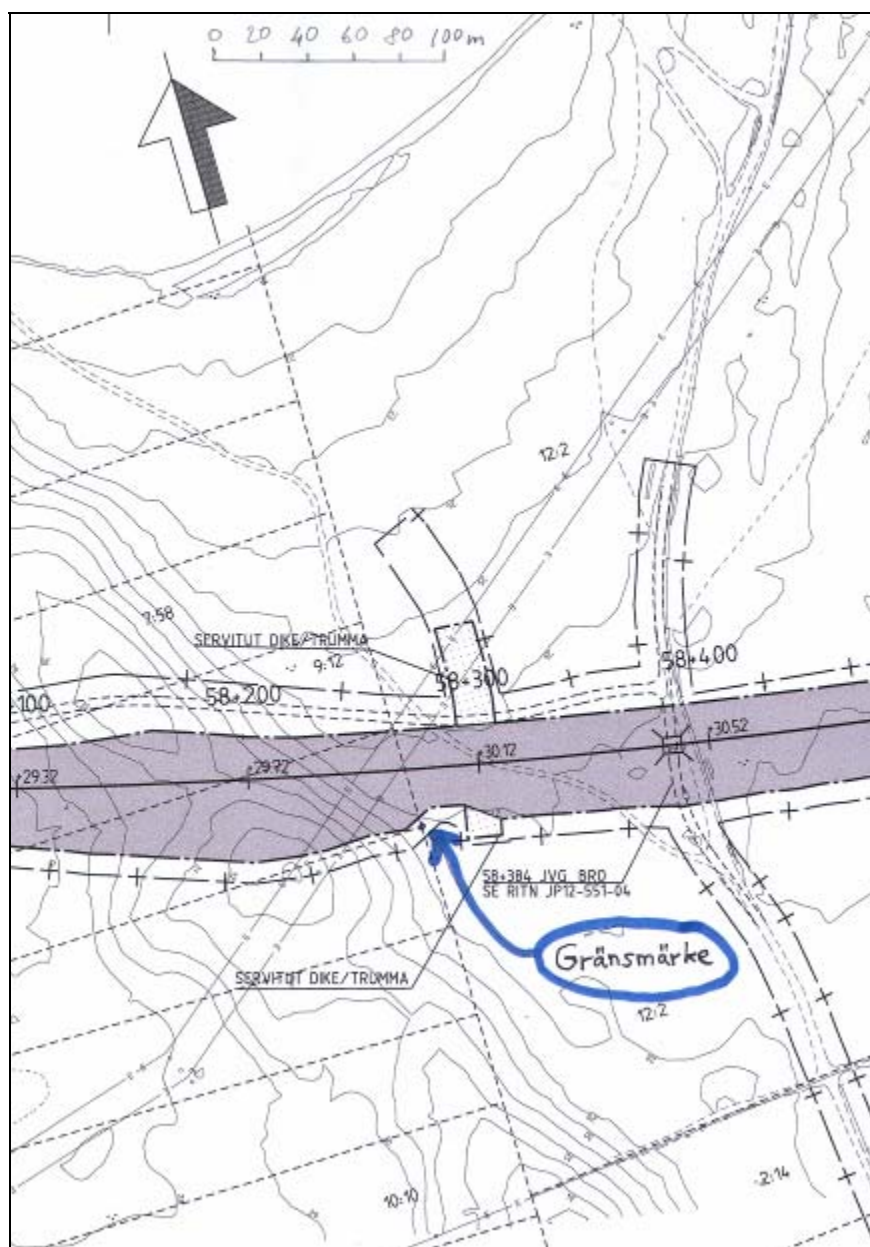 0 20 40 60 80 100m
12:2
7:58
SERVITUT DIKE/TRUMMA
9:12
58+400
58+300
58+200
100
30.52
30.12
29.72
29.32
58+384 JVG BRO
SE RITN JP12-551-04
Gränsmärke
SERVITUT DIKE/TRUMMA
12:2
2:14
10:10